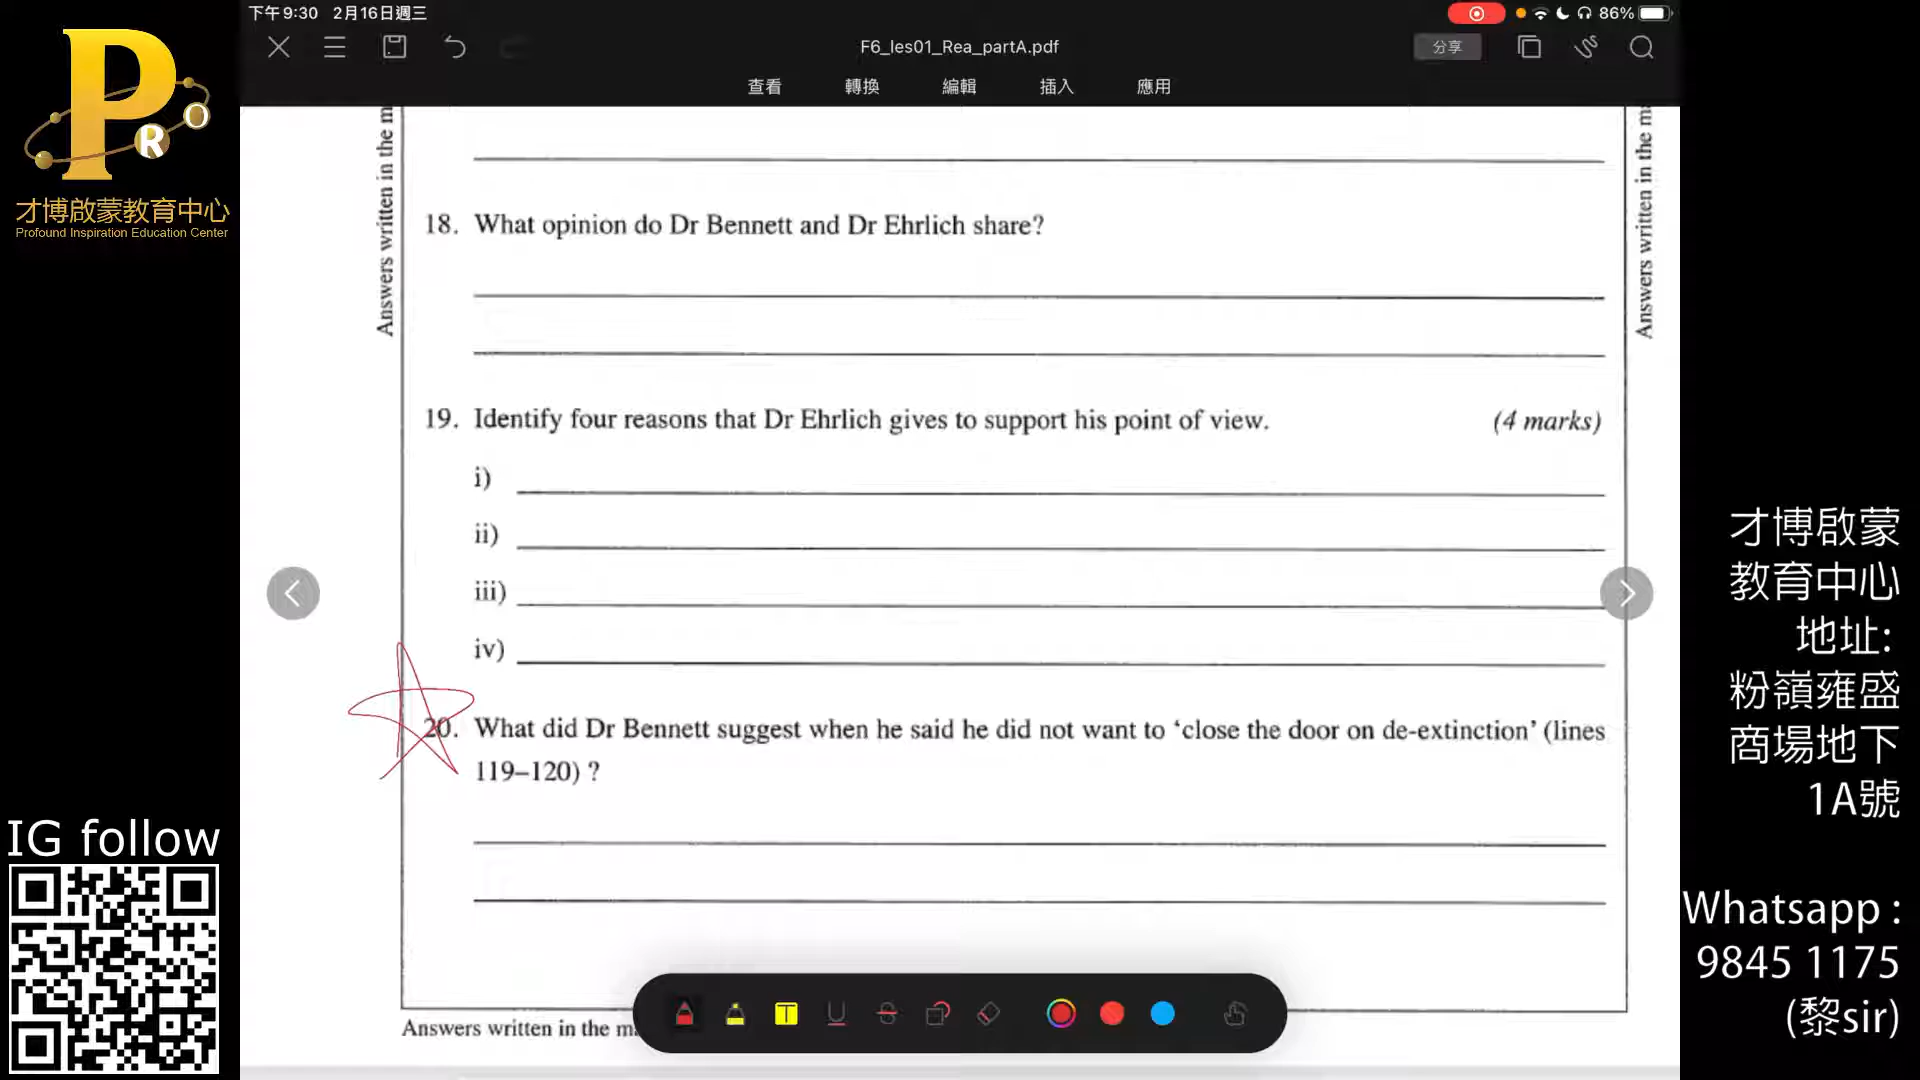 下午9:30 2月16日週三
86%
F6_les01_Rea_partA.pdf
分享
查看 轉換 編輯 插入 應用
PRO
才博啟蒙教育中心
Profound Inspiration Education Center
Answers written in the m
Answers written in the m
18. What opinion do Dr Bennett and Dr Ehrlich share?
19. Identify four reasons that Dr Ehrlich gives to support his point of view. (4 marks)
i)
ii)
iii)
iv)
20. What did Dr Bennett suggest when he said he did not want to ‘close the door on de-extinction’ (lines
119–120) ?
Answers written in the m
T
U
S
IG follow
才博啟蒙
教育中心
地址:
粉嶺雍盛
商場地下
1A號
Whatsapp :
9845 1175
(黎sir)